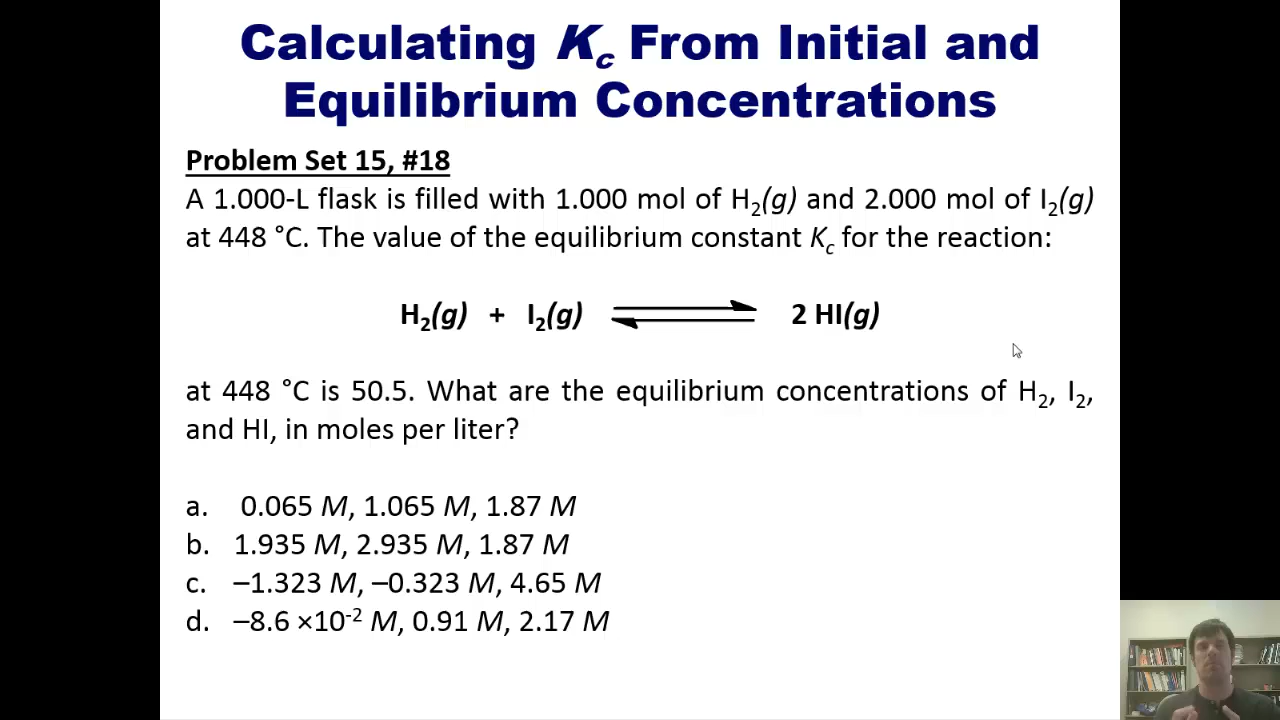 Calculating Kc From Initial and
Equilibrium Concentrations
Problem Set 15, #18
A 1.000-L flask is filled with 1.000 mol of H₂(g) and 2.000 mol of I₂(g)
at 448 °C. The value of the equilibrium constant Kc for the reaction:
H₂(g) + I₂(g) ⇌ 2 HI(g)
at 448 °C is 50.5. What are the equilibrium concentrations of H₂, I₂,
and HI, in moles per liter?
a. 0.065 M, 1.065 M, 1.87 M
b. 1.935 M, 2.935 M, 1.87 M
c. –1.323 M, –0.323 M, 4.65 M
d. –8.6 ×10⁻² M, 0.91 M, 2.17 M